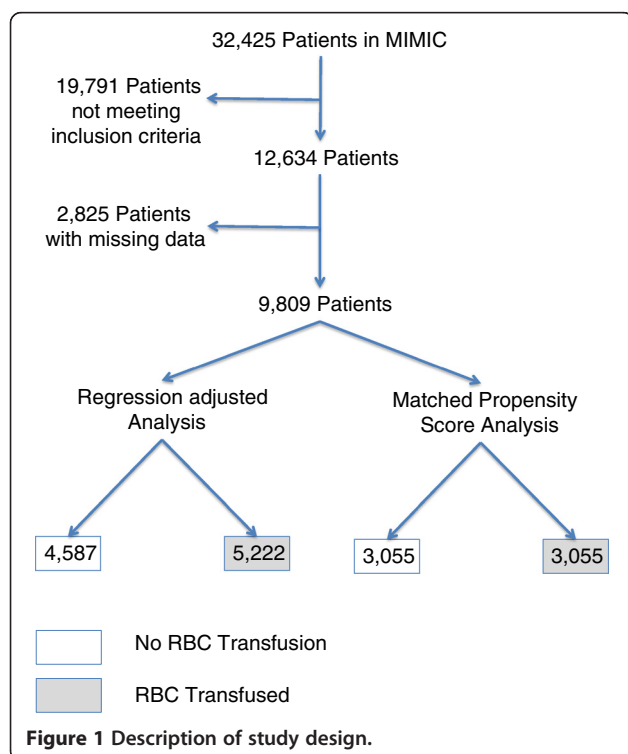 32,425 Patients in MIMIC
19,791 Patients
not meeting
inclusion criteria
12,634 Patients
2,825 Patients
with missing data
9,809 Patients
Regression adjusted
Analysis
Matched Propensity
Score Analysis
4,587
5,222
3,055
3,055
No RBC Transfusion
RBC Transfused
Figure 1 Description of study design.